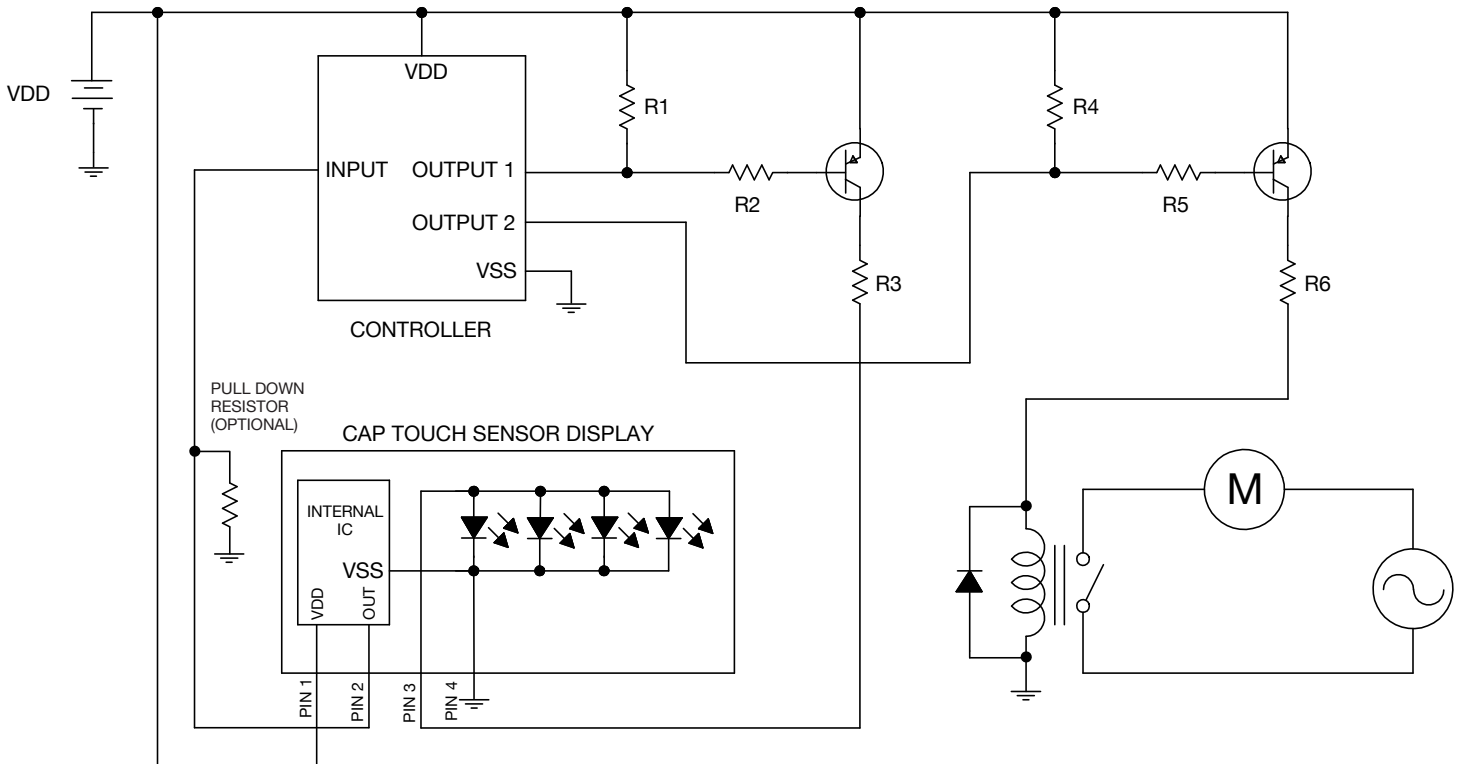 VDD
VDD
R1
R4
INPUT
OUTPUT 1
R2
R5
OUTPUT 2
VSS
R3
R6
CONTROLLER
PULL DOWN
RESISTOR
(OPTIONAL)
CAP TOUCH SENSOR DISPLAY
INTERNAL
IC
VSS
VDD
OUT
PIN 1
PIN 2
PIN 3
PIN 4
M